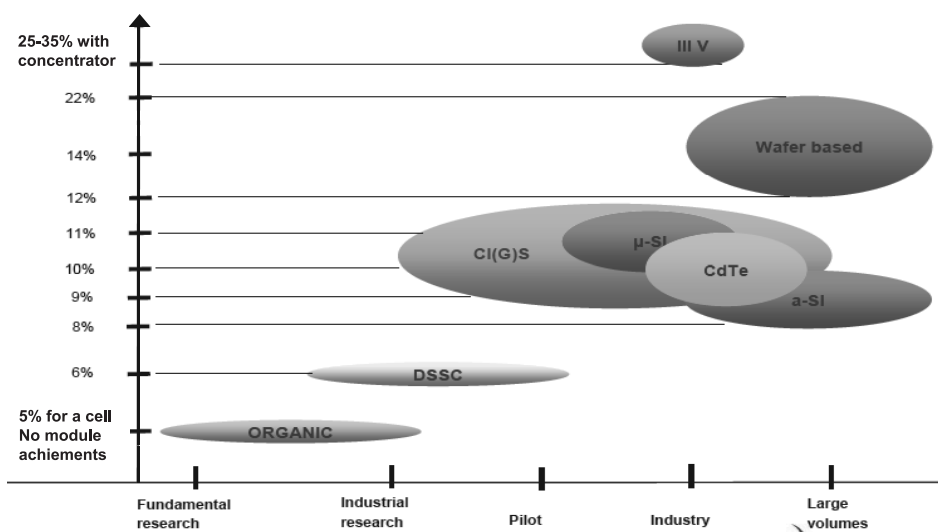 25-35% with
concentrator
III V
22%
Wafer based
14%
12%
11%
CI(G)S
µ-SI
10%
CdTe
9%
a-SI
8%
6%
DSSC
5% for a cell
No module
achiements
ORGANIC
Fundamental
research
Industrial
research
Pilot
Industry
Large
volumes